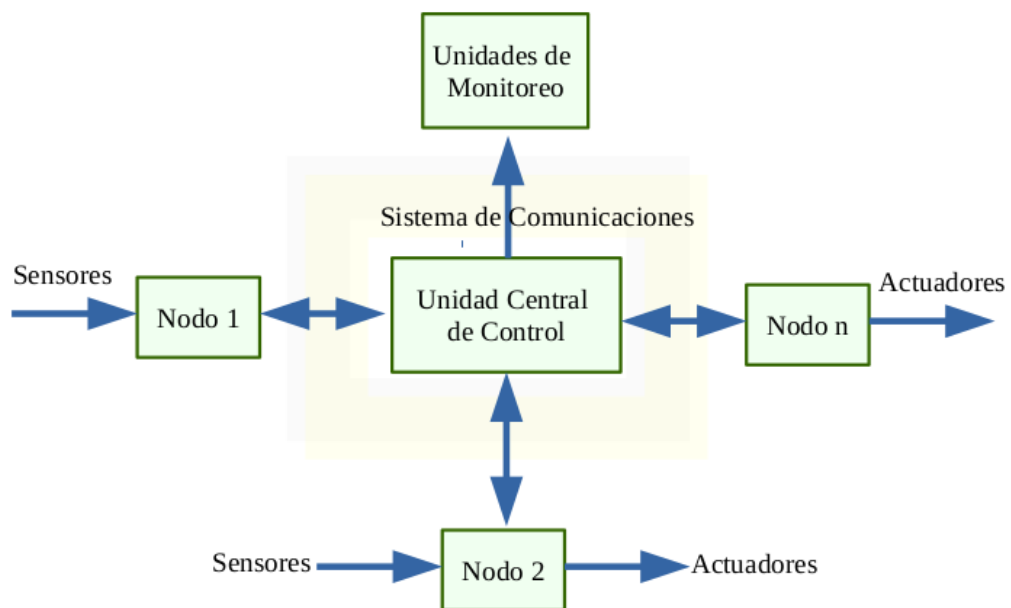 Unidades de
Monitoreo
Sistema de Comunicaciones
Sensores
Nodo 1
Unidad Central
de Control
Nodo n
Actuadores
Sensores
Nodo 2
Actuadores